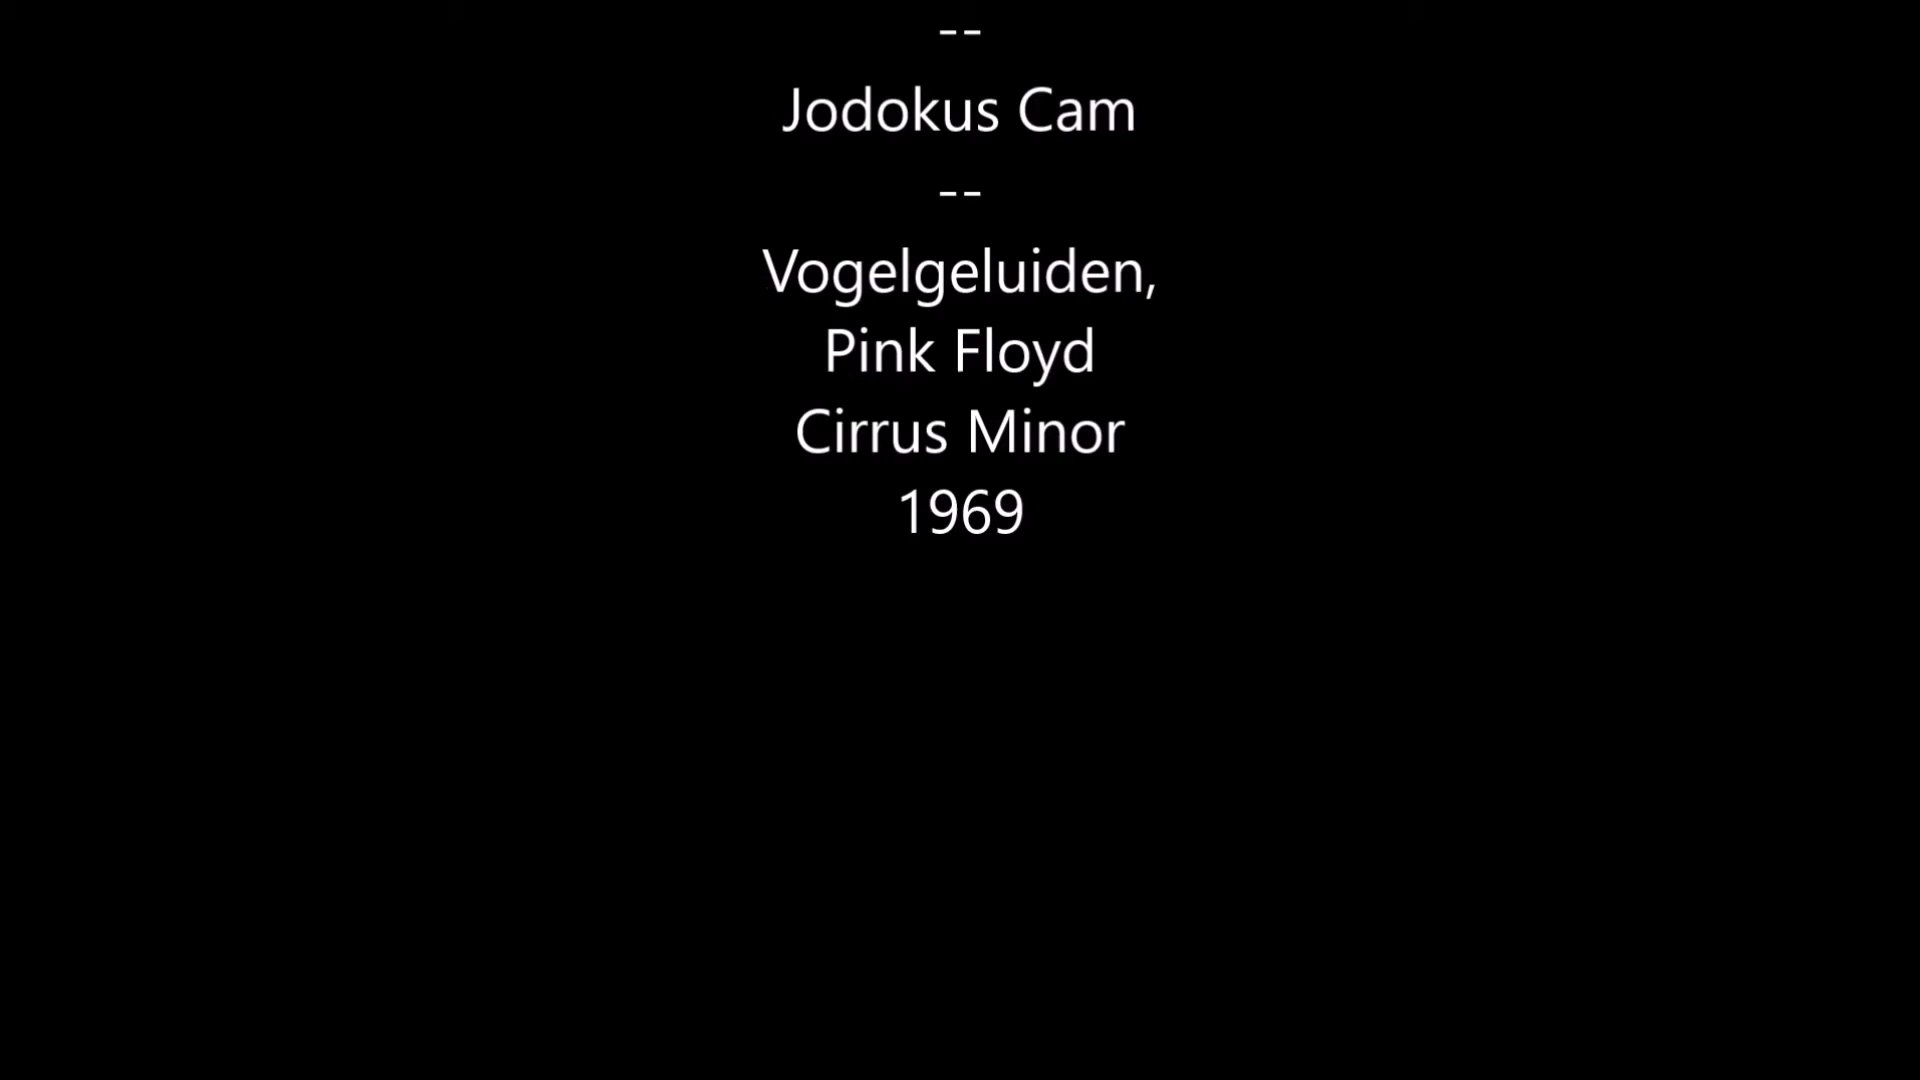 --
Jodokus Cam
--
Vogelgeluiden,
Pink Floyd
Cirrus Minor
1969